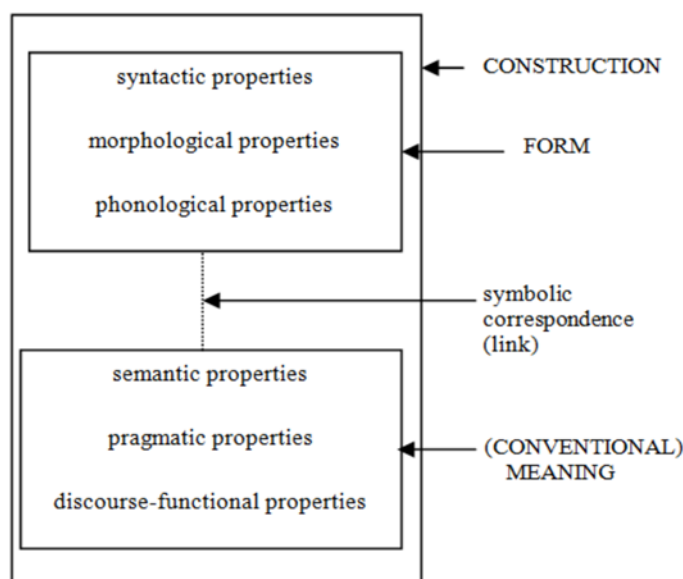 syntactic properties
CONSTRUCTION
morphological properties
FORM
phonological properties
symbolic
correspondence
(link)
semantic properties
pragmatic properties
(CONVENTIONAL)
MEANING
discourse-functional properties